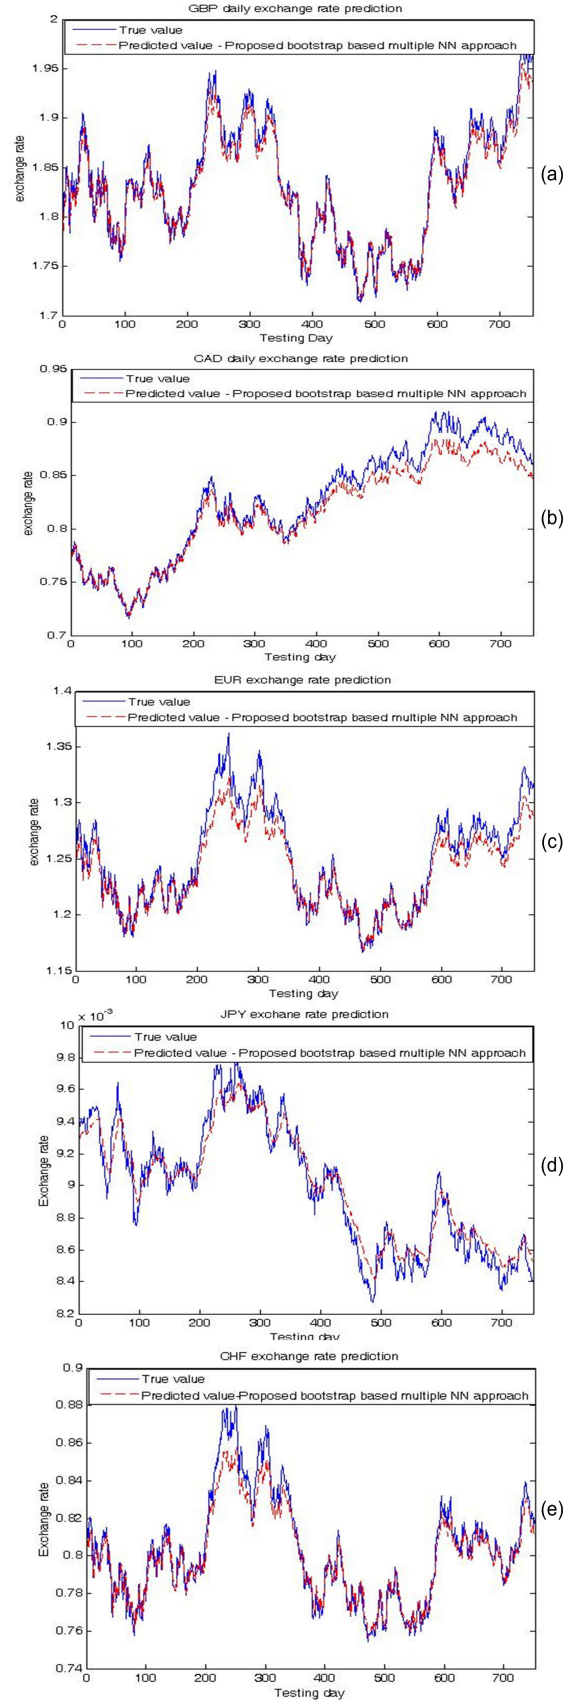 GBP daily exchange rate prediction
True value
Predicted value - Proposed bootstrap based multiple NN approach
2
1.95
1.9
1.85
1.8
1.75
1.7
exchange rate
0 100 200 300 400 500 600 700
Testing Day
(a)
CAD daily exchange rate prediction
True value
Predicted value - Proposed bootstrap based multiple NN approach
0.95
0.9
0.85
0.8
0.75
0.7
exchange rate
0 100 200 300 400 500 600 700
Testing day
(b)
EUR exchange rate prediction
True value
Predicted value - Proposed bootstrap based multiple NN approach
1.4
1.35
1.3
1.25
1.2
1.15
exchange rate
0 100 200 300 400 500 600 700
Testing day
(c)
x 10⁻³
JPY exchane rate prediction
True value
Predicted value - Proposed bootstrap based multiple NN approach
10
9.8
9.6
9.4
9.2
9
8.8
8.6
8.4
8.2
Exchange rate
0 100 200 300 400 500 600 700
Testing day
(d)
CHF exchange rate prediction
True value
Predicted value-Proposed bootstrap based multiple NN approach
0.9
0.88
0.86
0.84
0.82
0.8
0.78
0.76
0.74
Exchange rate
0 100 200 300 400 500 600 700
Testing day
(e)